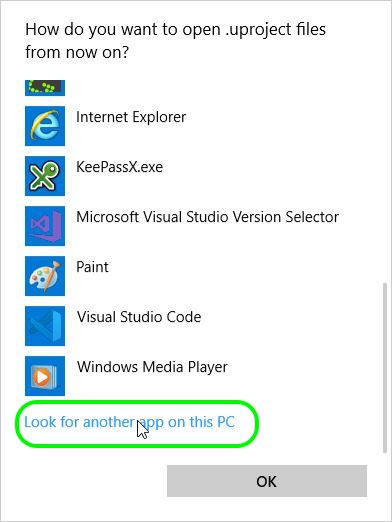 How do you want to open .uproject files
from now on?
Internet Explorer
KeePassX.exe
Microsoft Visual Studio Version Selector
Paint
Visual Studio Code
Windows Media Player
Look for another app on this PC
OK